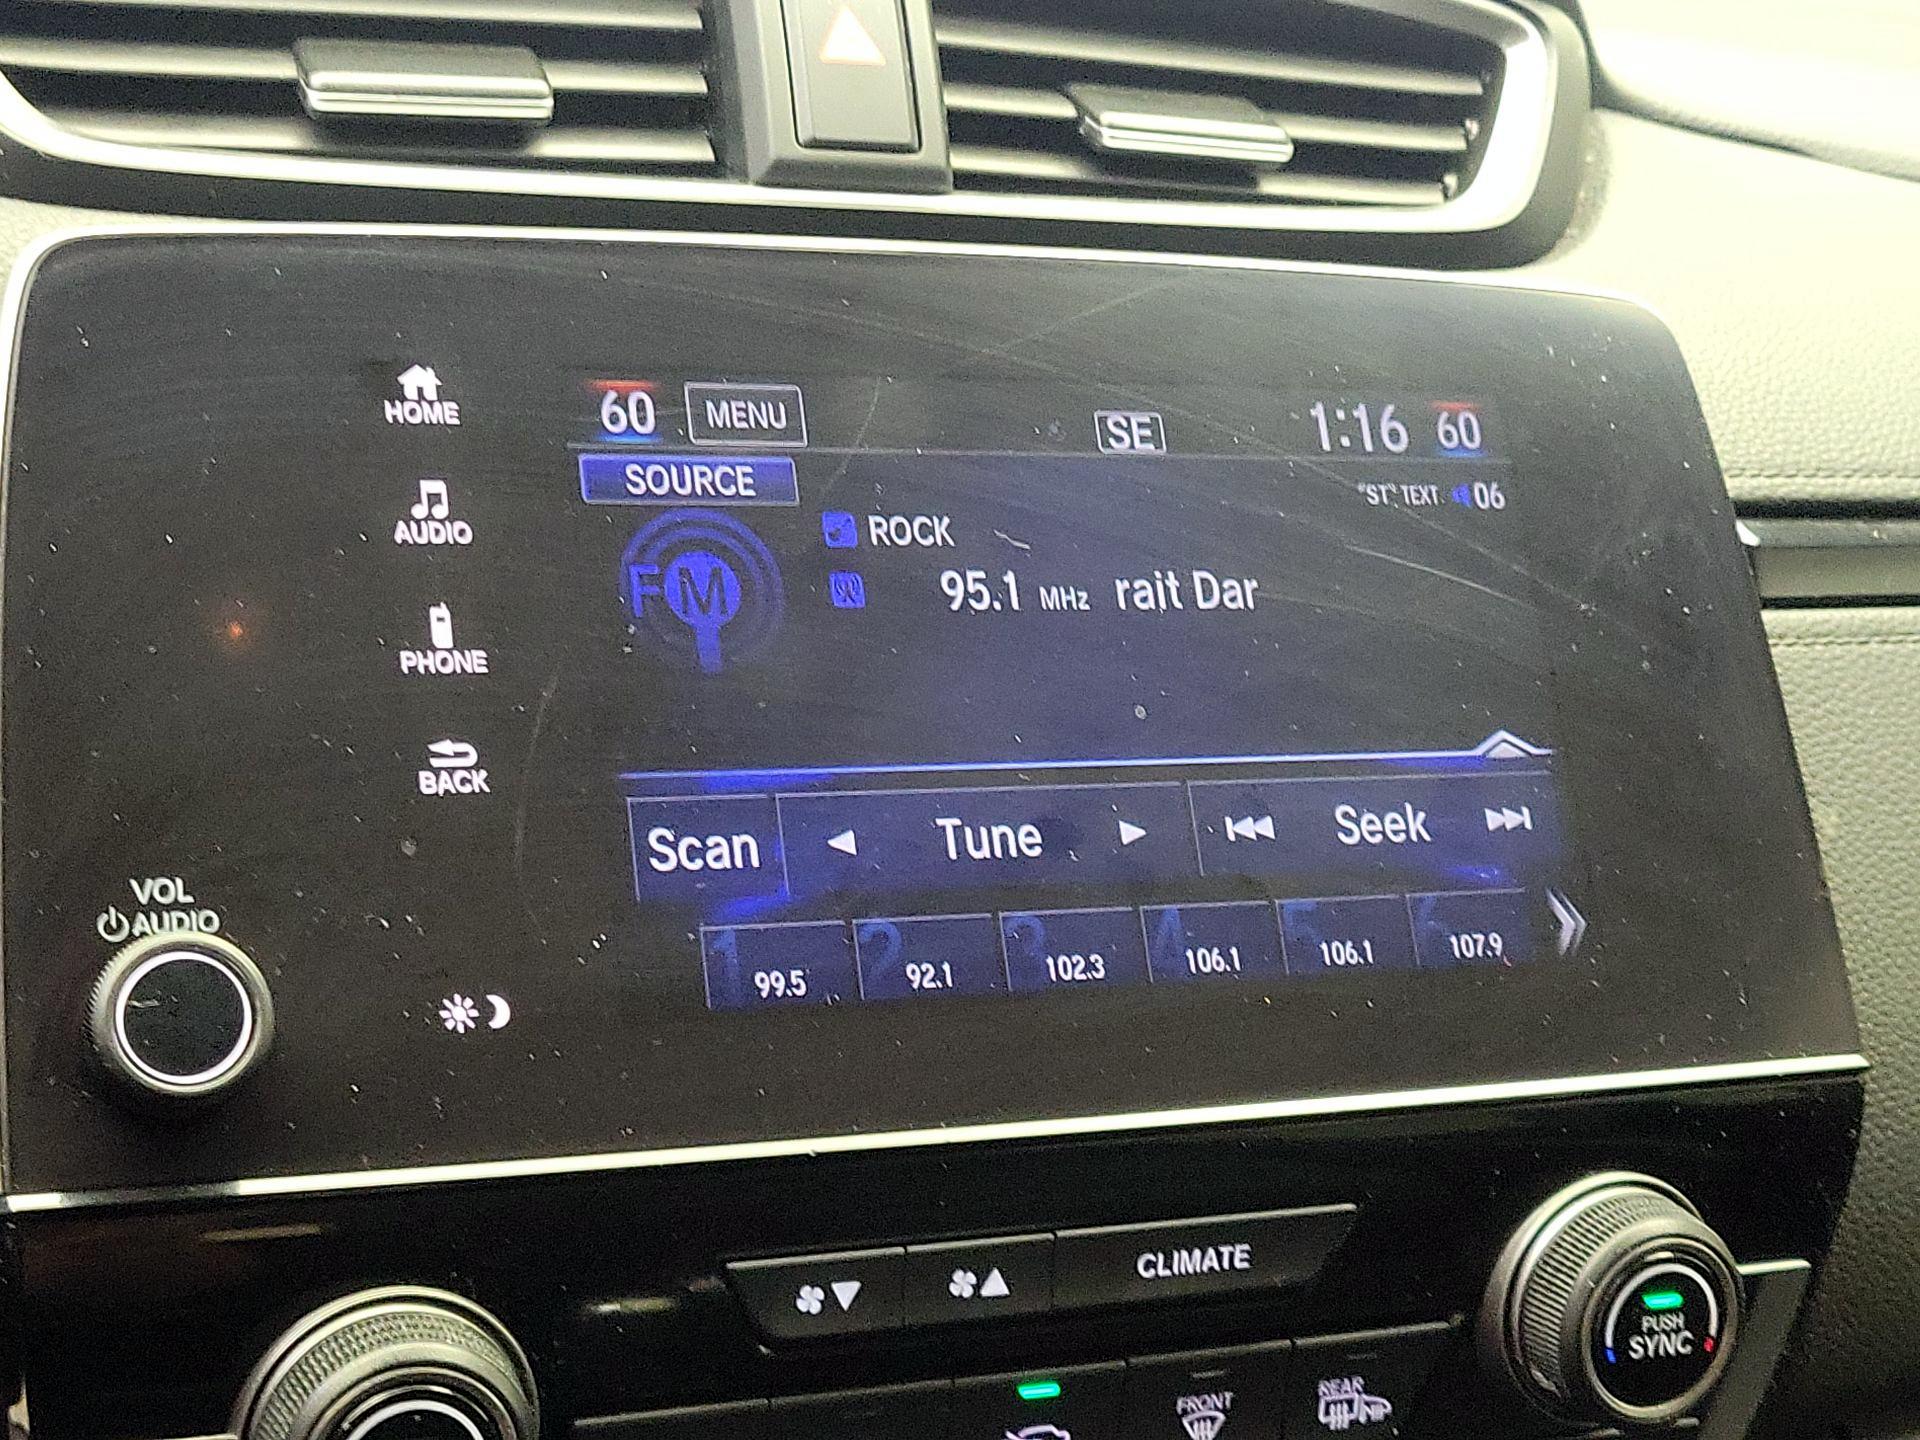 HOME
60 MENU SE 1:16 60
SOURCE
"ST" TEXT 06
AUDIO
FM
ROCK
95.1 MHz rait Dar
PHONE
BACK
Scan Tune Seek
VOL
AUDIO
1 99.5 2 92.1 3 102.3 4 106.1 5 106.1 6 107.9
CLIMATE
PUSH
SYNC
FRONT
REAR